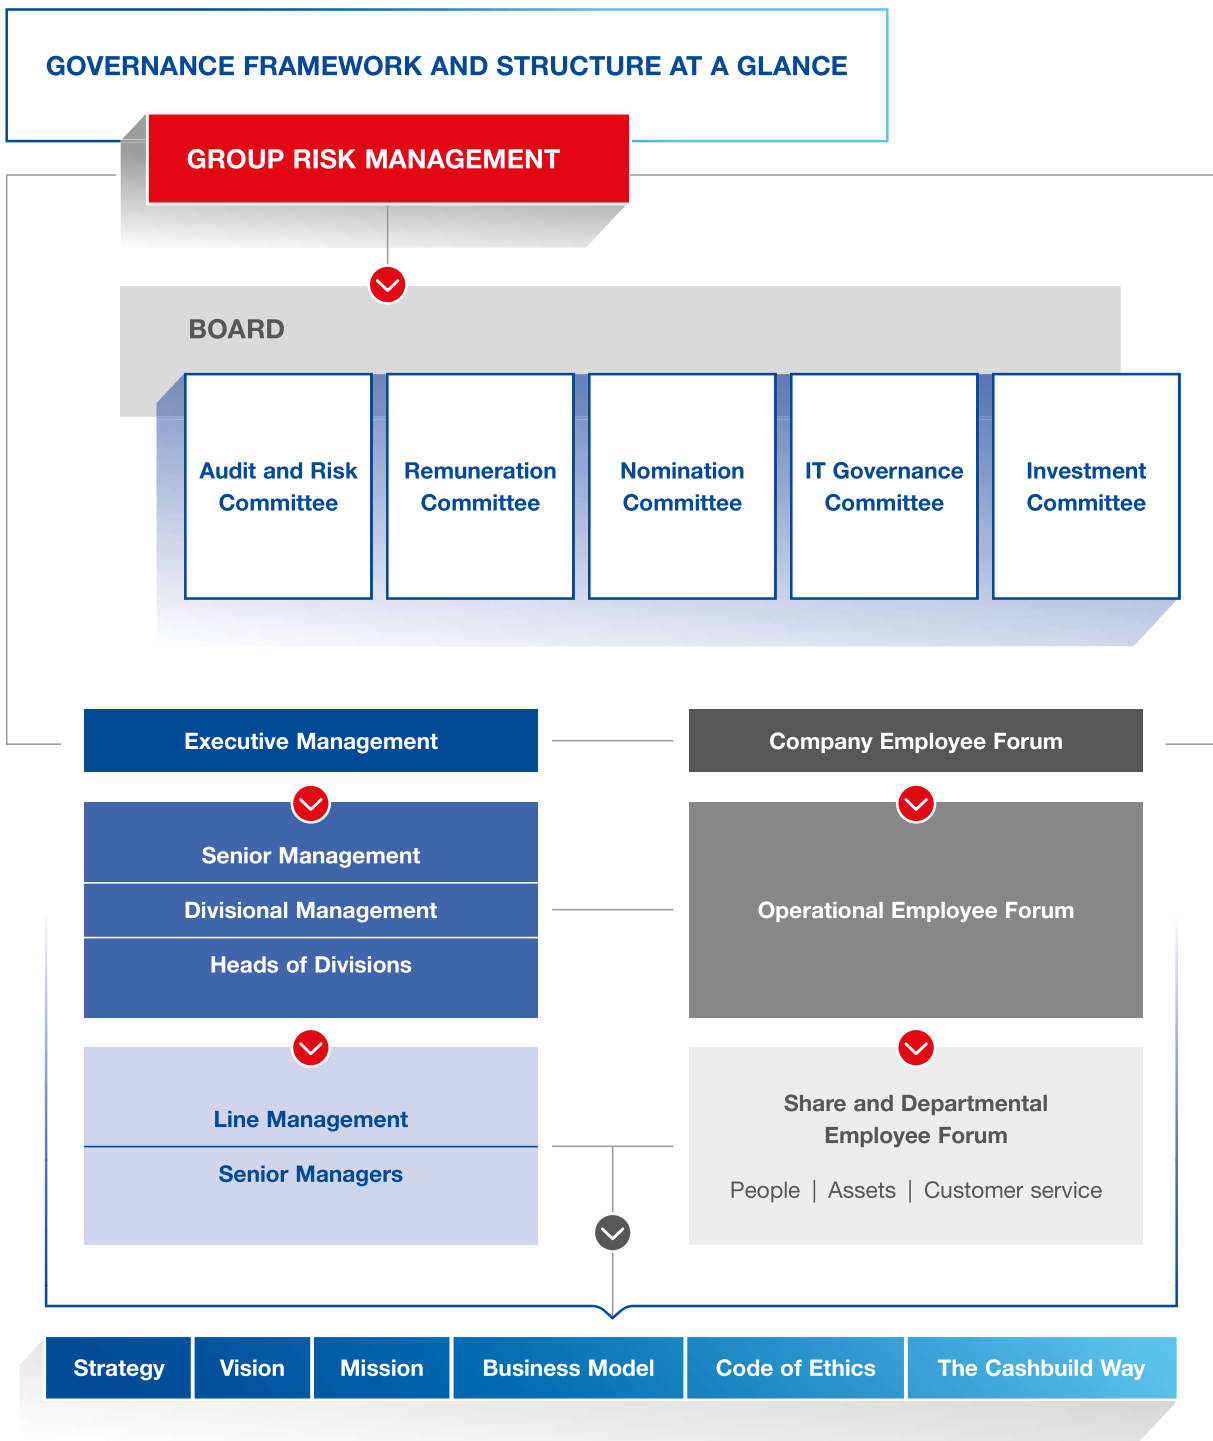 GOVERNANCE FRAMEWORK AND STRUCTURE AT A GLANCE
GROUP RISK MANAGEMENT
BOARD
Audit and Risk
Committee
Remuneration
Committee
Nomination
Committee
IT Governance
Committee
Investment
Committee
Executive Management
Company Employee Forum
Senior Management
Divisional Management
Heads of Divisions
Operational Employee Forum
Line Management
Senior Managers
Share and Departmental
Employee Forum
People | Assets | Customer service
Strategy
Vision
Mission
Business Model
Code of Ethics
The Cashbuild Way